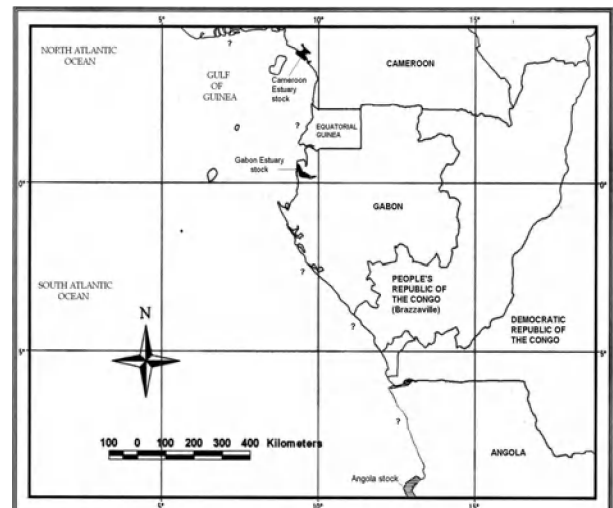 5°
10°
15°
NORTH ATLANTIC
OCEAN
?
GULF
OF
GUINEA
Cameroon
Estuary
stock
CAMEROON
?
EQUATORIAL
GUINEA
Gabon Estuary
stock
0°
0°
GABON
?
SOUTH ATLANTIC
OCEAN
PEOPLE'S
REPUBLIC OF
THE CONGO
(Brazzaville)
?
DEMOCRATIC
REPUBLIC OF
THE CONGO
N
5°
5°
?
100 0 100 200 300 400 Kilometers
ANGOLA
Angola stock
5°
10°
15°